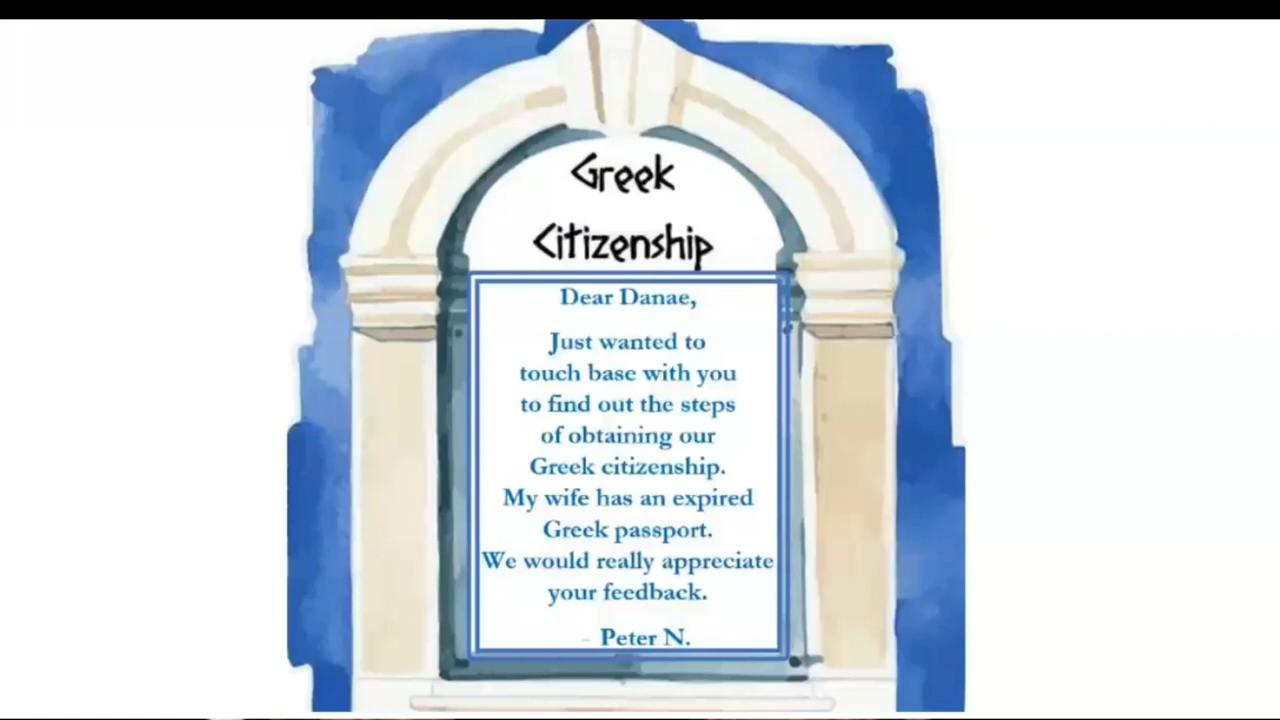 Greek
Citizenship
Dear Danae,
Just wanted to
touch base with you
to find out the steps
of obtaining our
Greek citizenship.
My wife has an expired
Greek passport.
We would really appreciate
your feedback.
- Peter N.